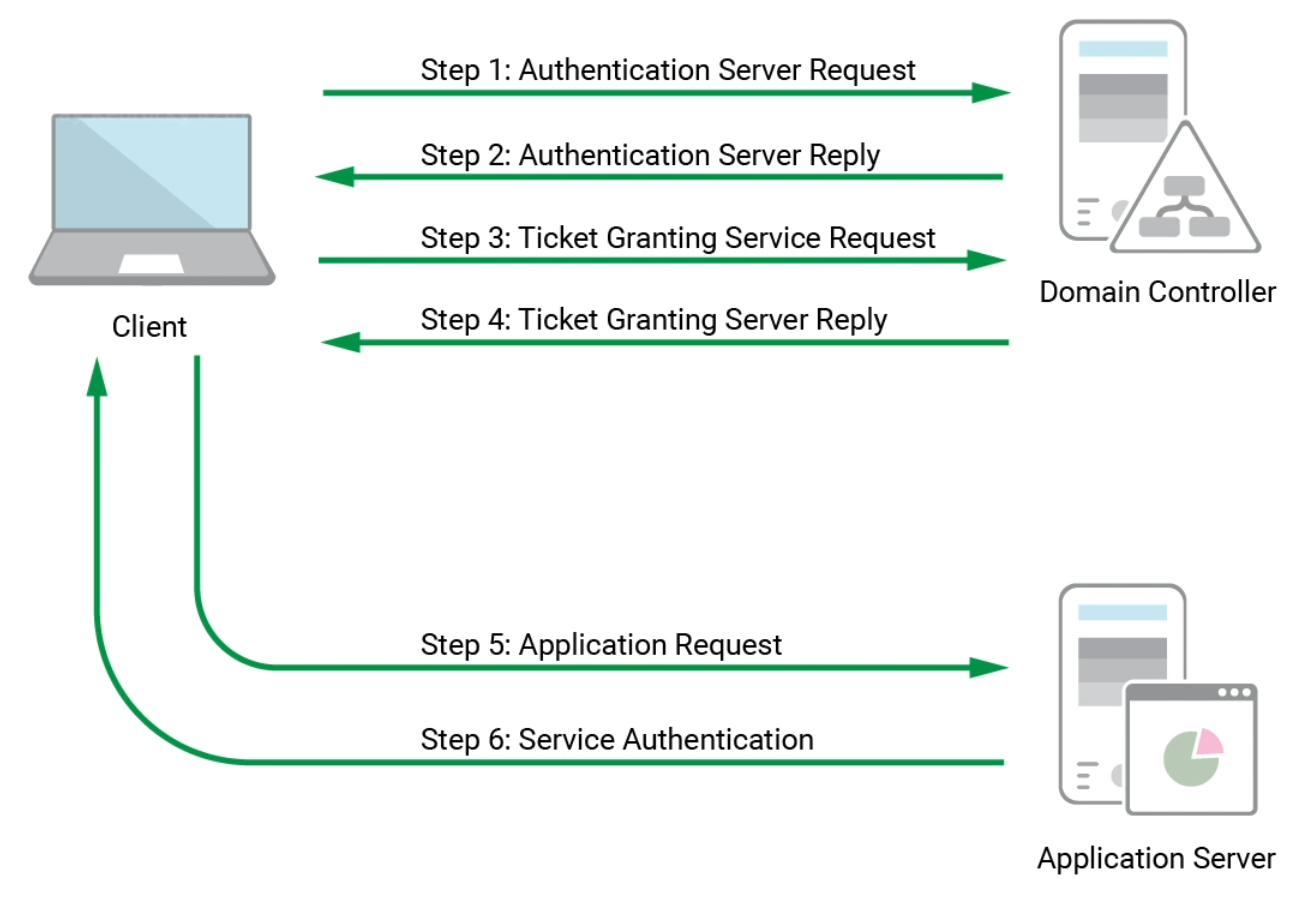 Step 1: Authentication Server Request
Step 2: Authentication Server Reply
Step 3: Ticket Granting Service Request
Domain Controller
Step 4: Ticket Granting Server Reply
Client
Step 5: Application Request
Step 6: Service Authentication
Application Server